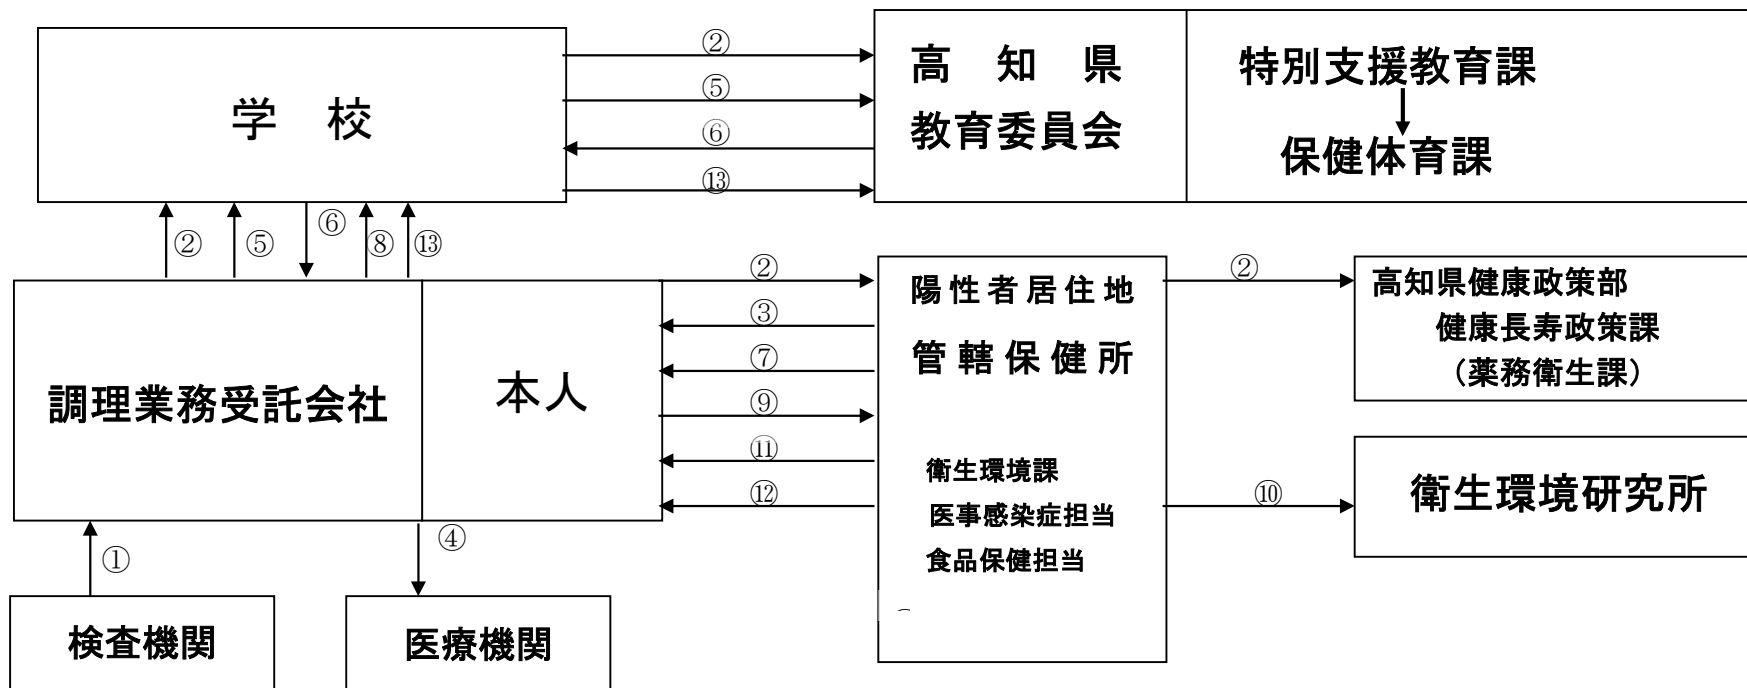 学　校
②
⑤
⑥
⑬
高　知　県
教育委員会
特別支援教育課
保健体育課
②
⑤
⑥
⑧
⑬
調理業務受託会社
本人
②
③
⑦
⑨
⑪
⑫
陽性者居住地
管轄保健所
衛生環境課
医事感染症担当
食品保健担当
②
高知県健康政策部
健康長寿政策課
（薬務衛生課）
⑩
衛生環境研究所
①
④
検査機関
医療機関